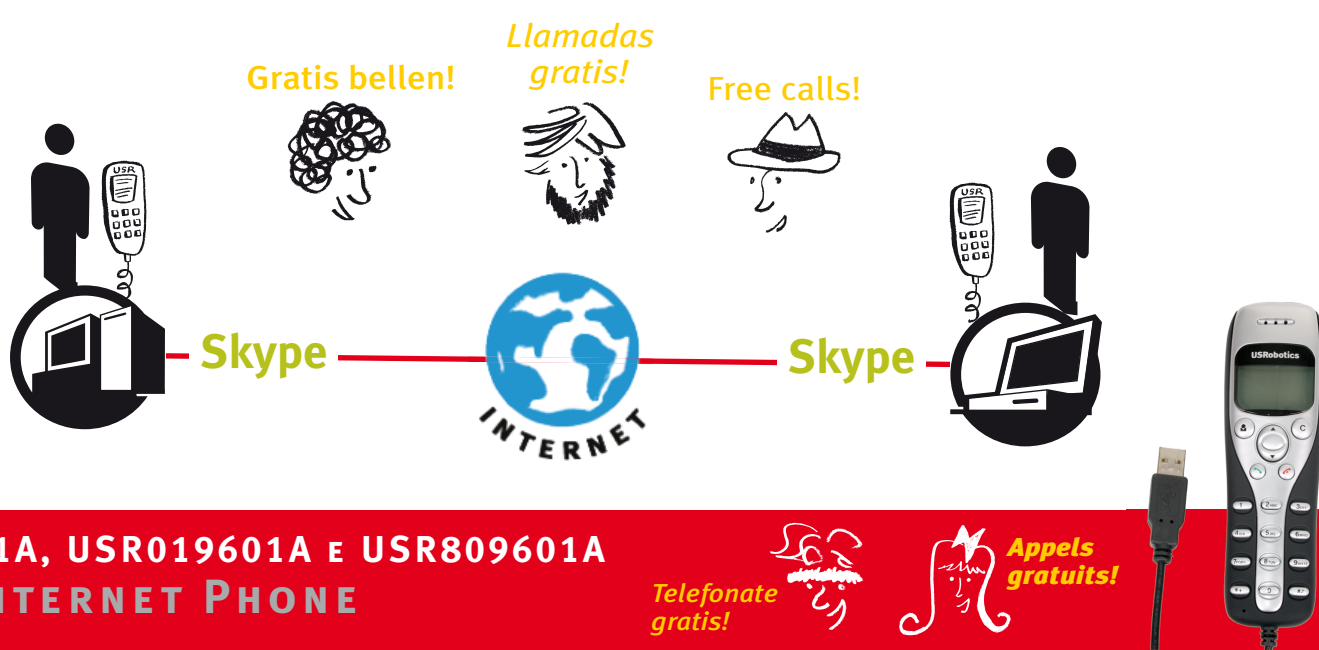 Llamadas
gratis!
Gratis bellen!
Free calls!
USR
USR
Skype
Skype
INTERNET
USRobotics
C
1A, USR019601A E USR809601A
TERNET PHONE
Telefonate
gratis!
Appels
gratuits!